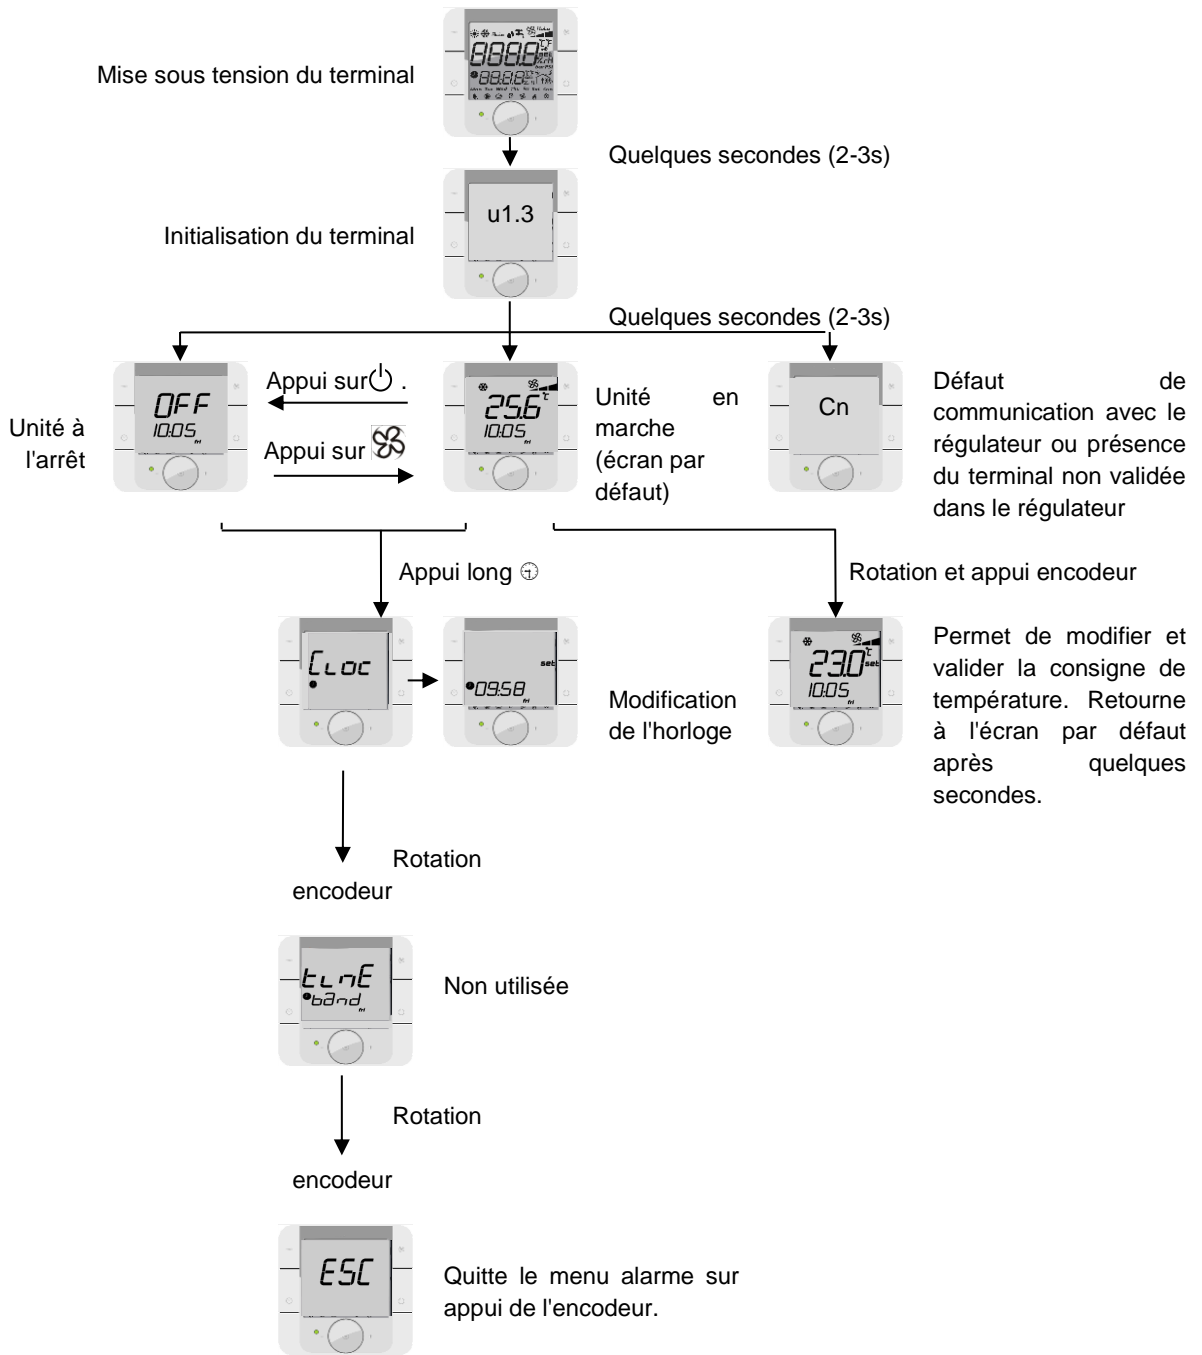 Mise sous tension du terminal
Quelques secondes (2-3s)
u1.3
Initialisation du terminal
Quelques secondes (2-3s)
Unité à
l'arrêt
OFF
10:05
Appui sur .
Appui sur
25.6 °C
10:05
Unité en
marche
(écran par
défaut)
Cn
Défaut de
communication avec le
régulateur ou présence
du terminal non validée
dans le régulateur
Appui long
Rotation et appui encodeur
Cloc
set
09:58
Modification
de l'horloge
23.0 °C
set
10:05
Permet de modifier et
valider la consigne de
température. Retourne
à l'écran par défaut
après quelques
secondes.
Rotation
encodeur
timE
band
Non utilisée
Rotation
encodeur
ESC
Quitte le menu alarme sur
appui de l'encodeur.